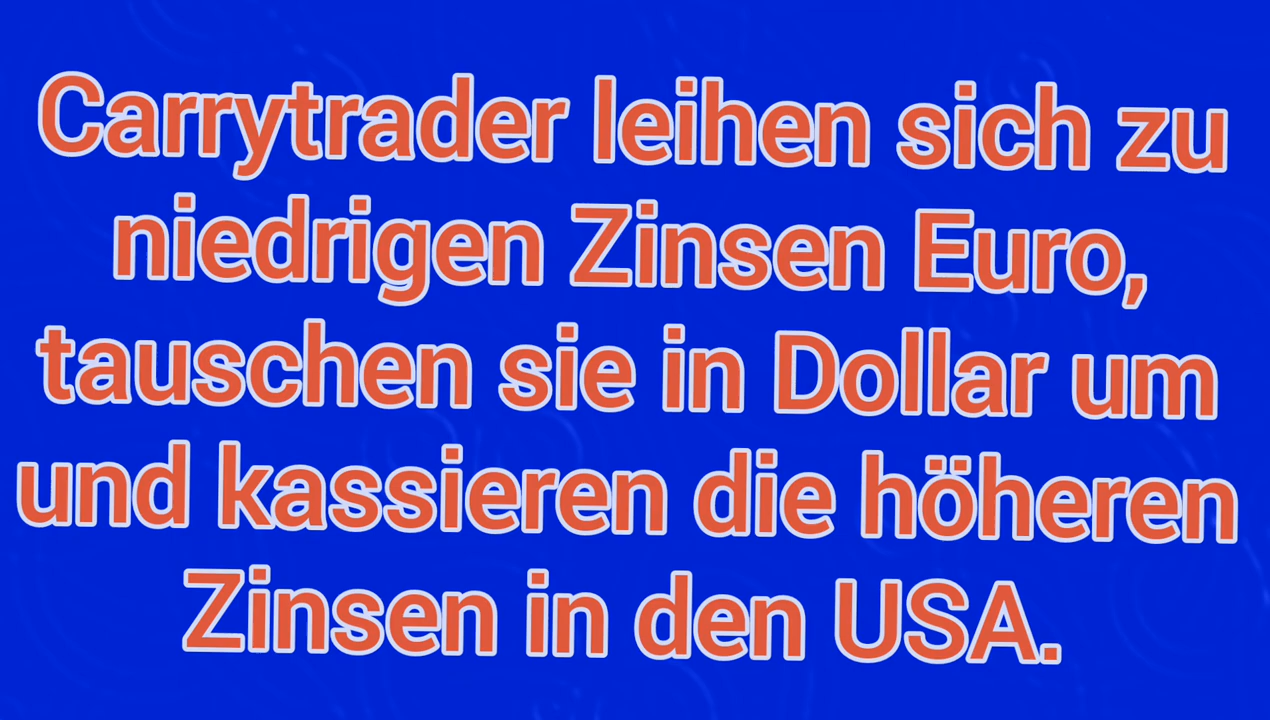 Carrytrader leihen sich zu
niedrigen Zinsen Euro,
tauschen sie in Dollar um
und kassieren die höheren
Zinsen in den USA.